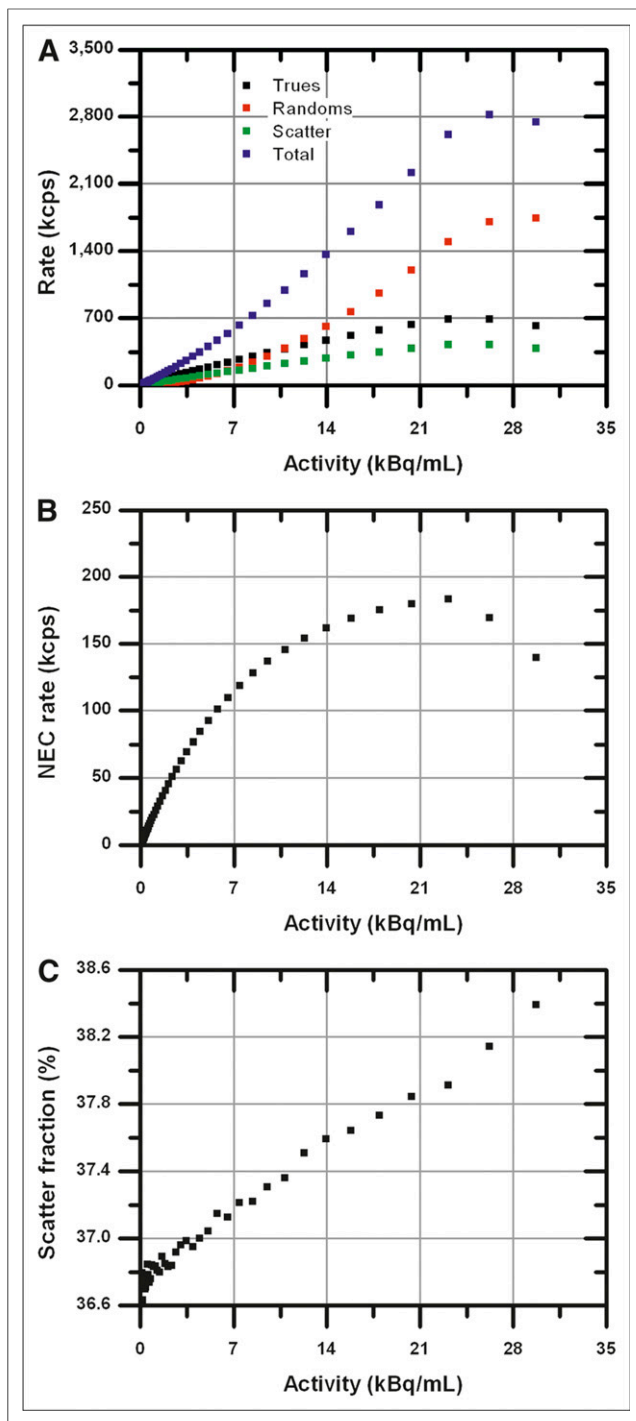 A
3,500
2,800
2,100
1,400
700
0
Rate (kcps)
Trues
Randoms
Scatter
Total
0 7 14 21 28 35
Activity (kBq/mL)
B
250
200
150
100
50
0
NEC rate (kcps)
0 7 14 21 28 35
Activity (kBq/mL)
C
38.6
38.2
37.8
37.4
37.0
36.6
Scatter fraction (%)
0 7 14 21 28 35
Activity (kBq/mL)